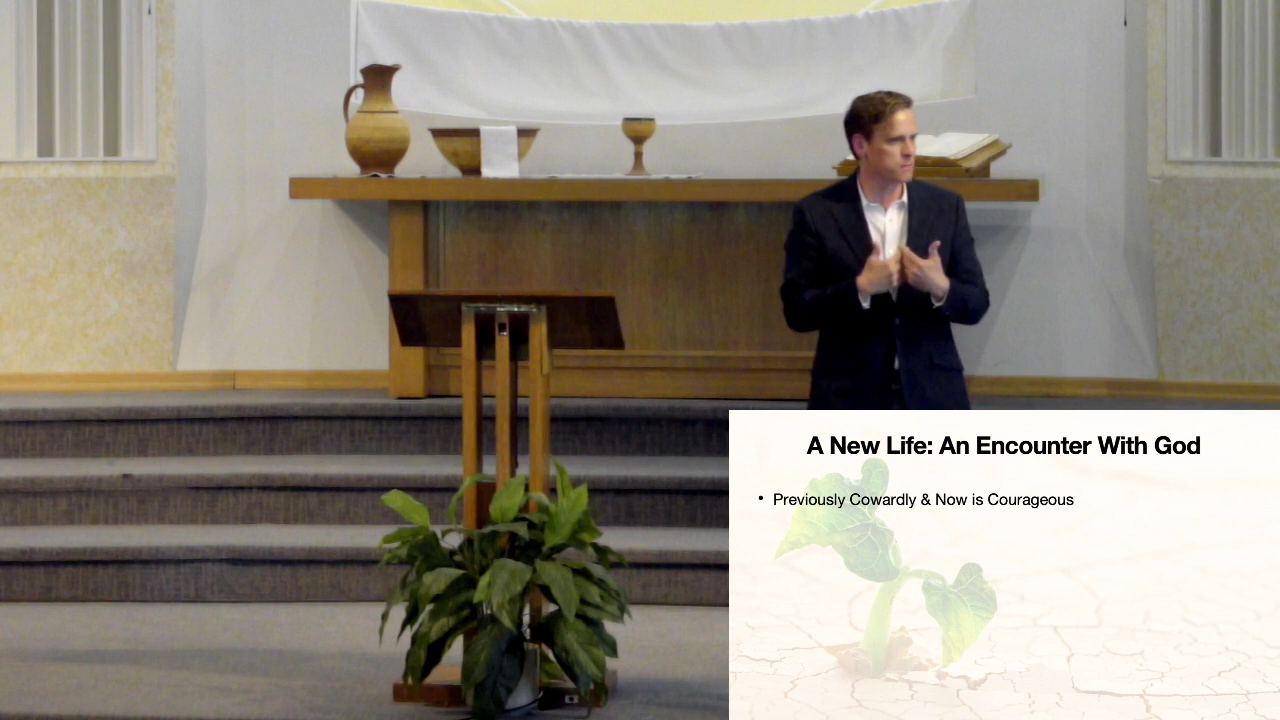 A New Life: An Encounter With God
• Previously Cowardly & Now is Courageous